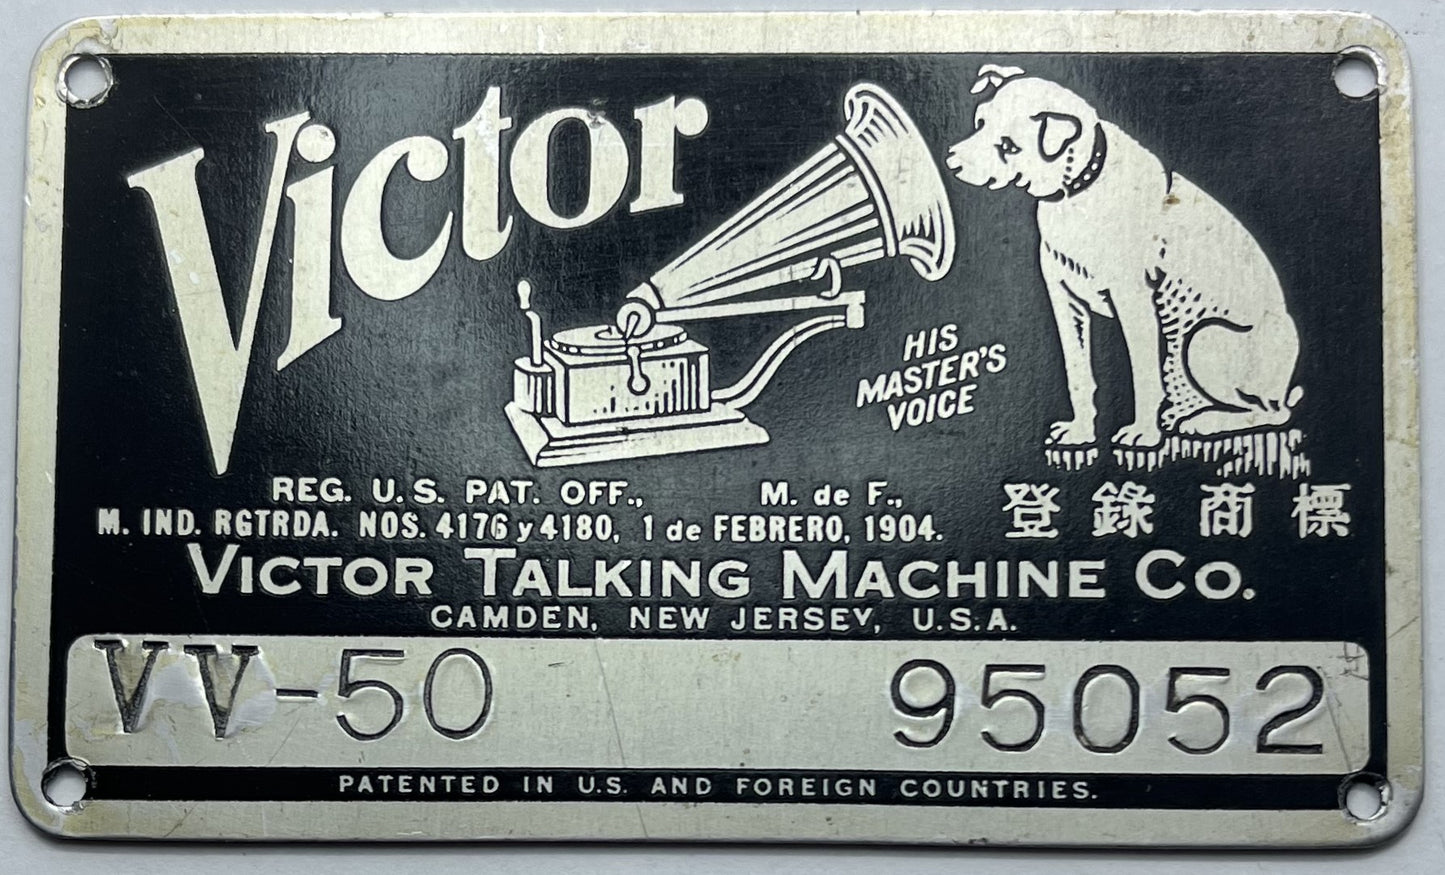 Victor
HIS
MASTER'S
VOICE
REG. U.S. PAT. OFF., M. de F.,
M. IND. RGTRDA. NOS. 4176 y 4180, 1 de FEBRERO, 1904.
登錄商標
VICTOR TALKING MACHINE CO.
CAMDEN, NEW JERSEY, U.S.A.
VV-50 95052
PATENTED IN U.S. AND FOREIGN COUNTRIES.